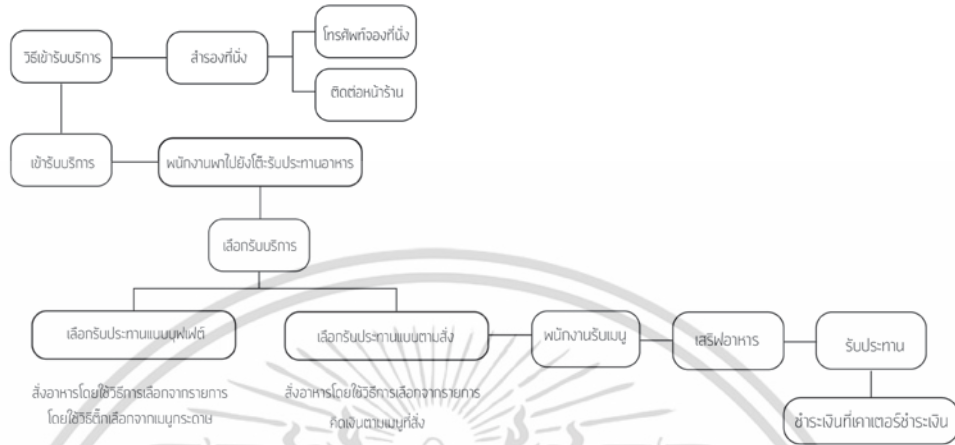 โทรศัพท์จองที่นั่ง
วิธีเข้ารับบริการ
สำรองที่นั่ง
ติดต่อหน้าร้าน
เข้ารับบริการ
พนักงานพาไปยังโต๊ะรับประทานอาหาร
เลือกรับบริการ
เลือกรับประทานแบบบุฟเฟต์
เลือกรับประทานแบบตามสั่ง
พนักงานรับเมนู
เสริฟอาหาร
รับประทาน
สั่งอาหารโดยใช้วิธีการเลือกจากรายการ
โดยใช้วิธีติ๊กเลือกจากเมนูกระดาษ
สั่งอาหารโดยใช้วิธีการเลือกจากรายการ
คิดเงินตามเมนูที่สั่ง
ชำระเงินที่เคาเตอร์ชำระเงิน